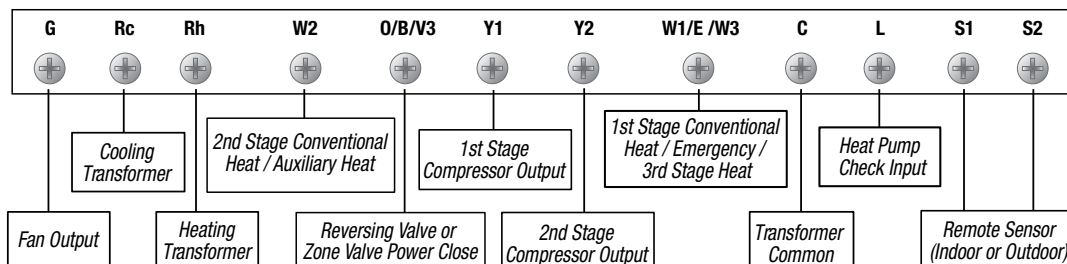 G Rc Rh W2 O/B/V3 Y1 Y2 W1/E /W3 C L S1 S2
Cooling
Transformer
2nd Stage Conventional
Heat / Auxiliary Heat
1st Stage
Compressor Output
1st Stage Conventional
Heat / Emergency /
3rd Stage Heat
Heat Pump
Check Input
Fan Output
Heating
Transformer
Reversing Valve or
Zone Valve Power Close
2nd Stage
Compressor Output
Transformer
Common
Remote Sensor
(Indoor or Outdoor)